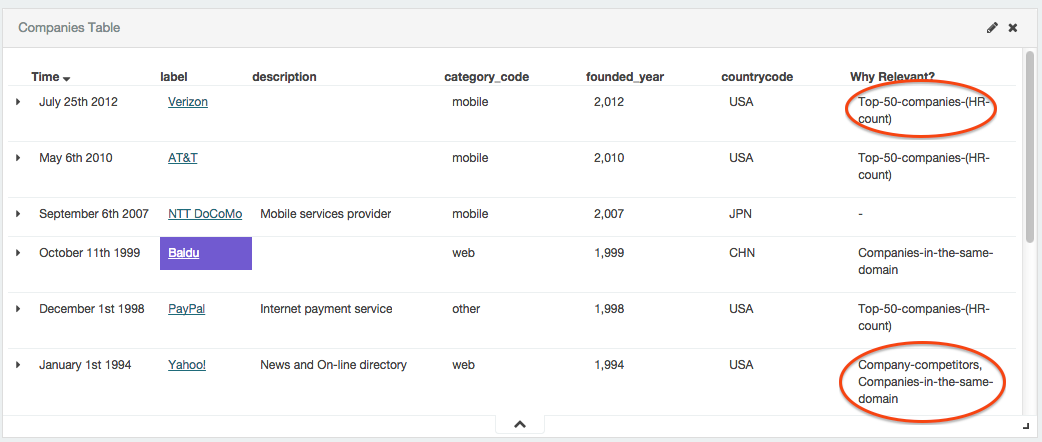 Companies Table
Time label description category_code founded_year countrycode Why Relevant?
July 25th 2012 Verizon mobile 2,012 USA Top-50-companies-(HR-
count)
May 6th 2010 AT&T mobile 2,010 USA Top-50-companies-(HR-
count)
September 6th 2007 NTT DoCoMo Mobile services provider mobile 2,007 JPN -
October 11th 1999 Baidu web 1,999 CHN Companies-in-the-same-
domain
December 1st 1998 PayPal Internet payment service other 1,998 USA Top-50-companies-(HR-
count)
January 1st 1994 Yahoo! News and On-line directory web 1,994 USA Company-competitors,
Companies-in-the-same-
domain